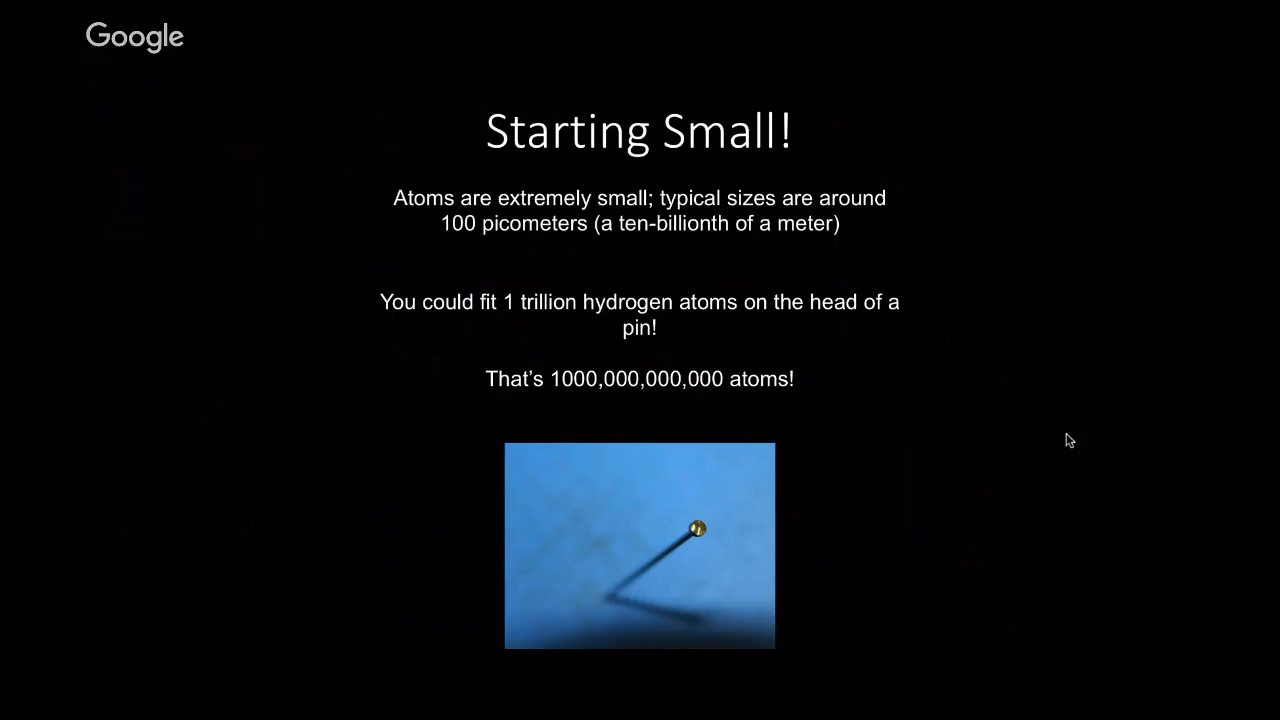 Google
Starting Small!
Atoms are extremely small; typical sizes are around
100 picometers (a ten-billionth of a meter)
You could fit 1 trillion hydrogen atoms on the head of a
pin!
That’s 1000,000,000,000 atoms!